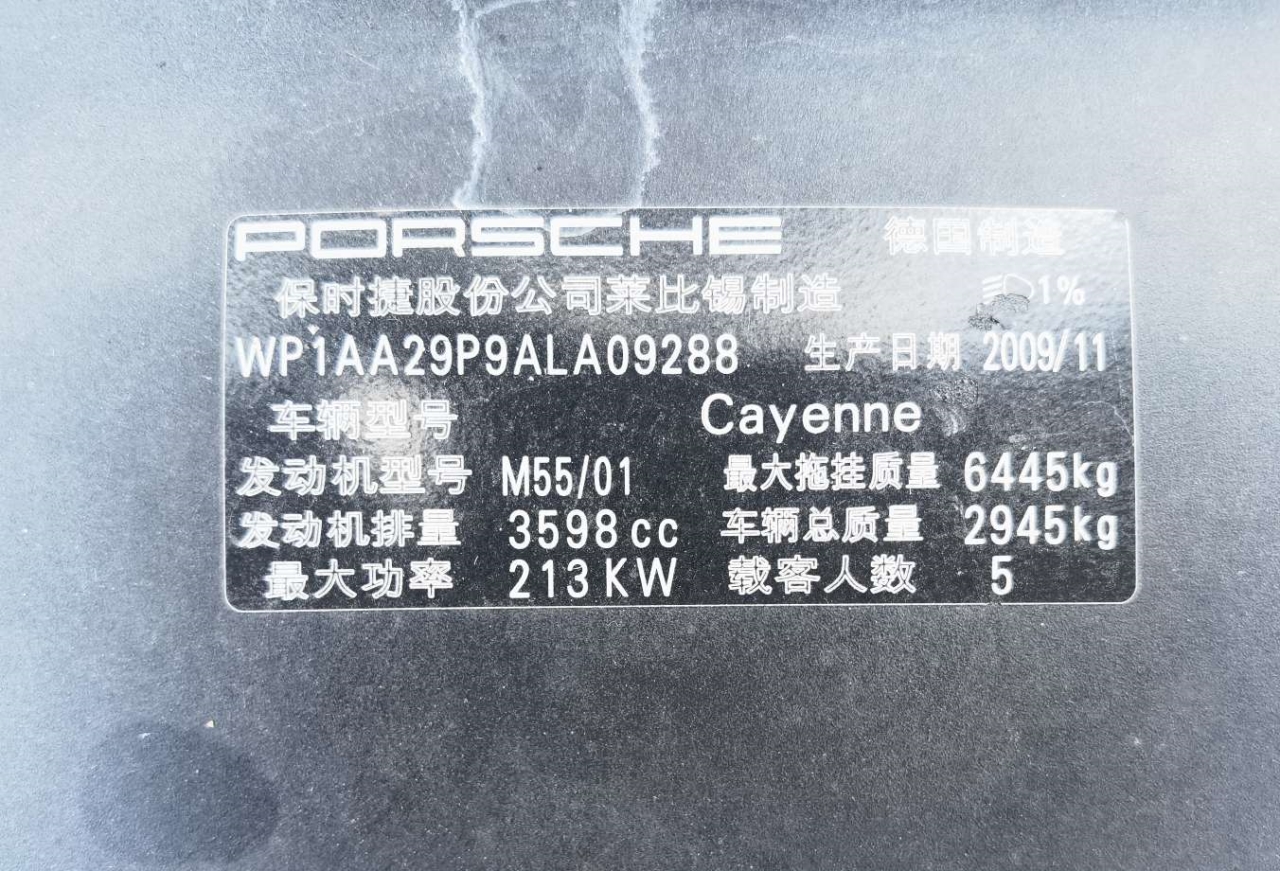 PORSCHE 德国制造
保时捷股份公司莱比锡制造 1%
WP1AA29P9ALA09288 生产日期 2009/11
车辆型号 Cayenne
发动机型号 M55/01 最大拖挂质量 6445kg
发动机排量 3598cc 车辆总质量 2945kg
最大功率 213KW 载客人数 5